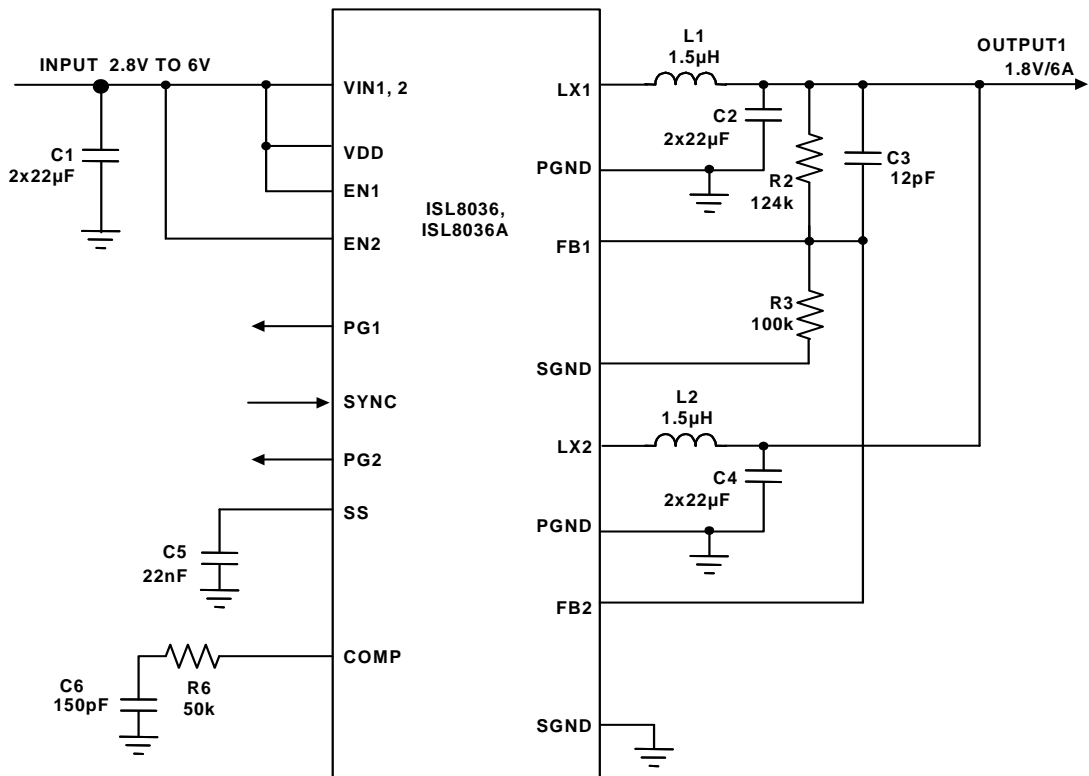 INPUT 2.8V TO 6V
C1
2x22µF
VIN1, 2
VDD
EN1
EN2
PG1
SYNC
PG2
SS
C5
22nF
COMP
C6
150pF
R6
50k
ISL8036,
ISL8036A
LX1
PGND
FB1
SGND
LX2
PGND
FB2
SGND
L1
1.5µH
OUTPUT1
1.8V/6A
C2
2x22µF
R2
124k
C3
12pF
R3
100k
L2
1.5µH
C4
2x22µF